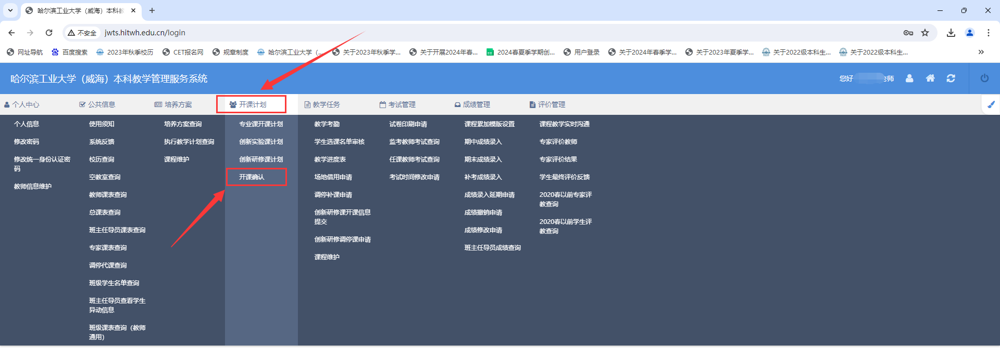 哈尔滨工业大学（威海）本科教
不安全
jwts.hitwh.edu.cn/login
网址导航
百度搜索
2023年秋季校历
CET报名网
规章制度
哈尔滨工业大学（...
关于2023年秋季学...
关于开展2024年春...
2024春夏季学期创...
用户登录
关于2024年春季学...
关于2023年夏季学...
关于2022级本科生...
关于2022级本科生...
哈尔滨工业大学（威海）本科教学管理服务系统
您好
老师
个人中心
公共信息
培养方案
开课计划
教学任务
考试管理
成绩管理
评价管理
个人信息
修改密码
修改统一身份认证密
码
教师信息维护
使用须知
系统反馈
校历查询
空教室查询
教师课表查询
总课表查询
班主任导员课表查询
专家课表查询
调停代课查询
班级学生名单查询
班主任导员查看学生
异动信息
班级课表查询（教师
通用）
培养方案查询
执行教学计划查询
课程维护
专业课开课计划
创新实验课计划
创新研修课计划
开课确认
教学考勤
学生选课名单审核
教学进度表
场地借用申请
调停补课申请
创新研修课开课信息
提交
创新研修调停课申请
课程维护
试卷印刷申请
监考教师考试查询
任课教师考试查询
考试时间修改申请
课程累加模版设置
期中成绩录入
期末成绩录入
补考成绩录入
成绩录入延期申请
成绩撤销申请
成绩修改申请
班主任导员成绩查询
课程教学实时沟通
专家评价教师
专家评价结果
学生最终评价反馈
2020春以前专家评
教查询
2020春以前学生评
教查询